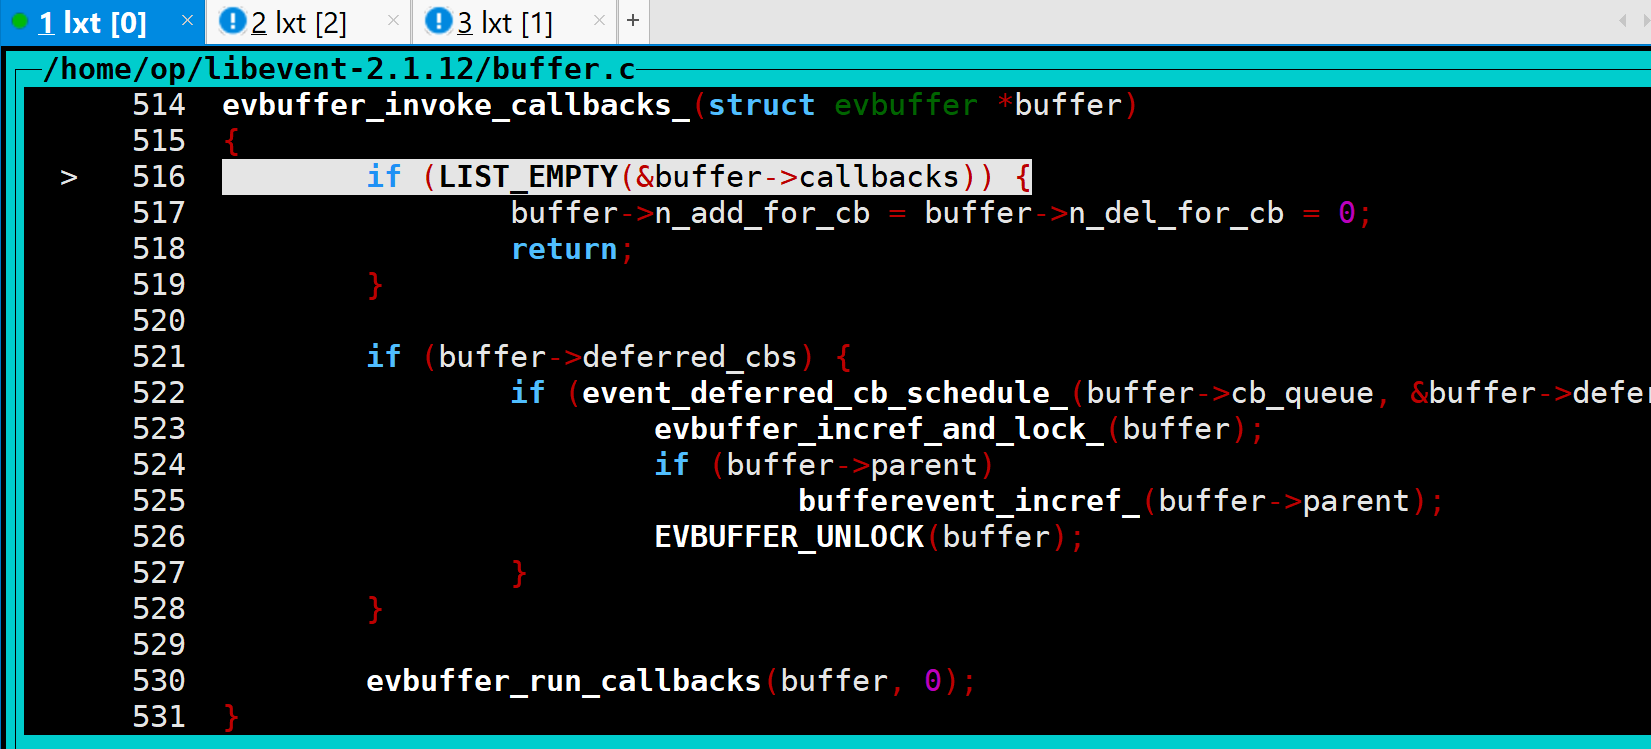 1 lxt [0] × 2 lxt [2] × 3 lxt [1] × +
/home/op/libevent-2.1.12/buffer.c
514 evbuffer_invoke_callbacks_(struct evbuffer *buffer)
515 {
> 516 if (LIST_EMPTY(&buffer->callbacks)) {
517 buffer->n_add_for_cb = buffer->n_del_for_cb = 0;
518 return;
519 }
520
521 if (buffer->deferred_cbs) {
522 if (event_deferred_cb_schedule_(buffer->cb_queue, &buffer->defer
523 evbuffer_incref_and_lock_(buffer);
524 if (buffer->parent)
525 bufferevent_incref_(buffer->parent);
526 EVBUFFER_UNLOCK(buffer);
527 }
528 }
529
530 evbuffer_run_callbacks(buffer, 0);
531 }